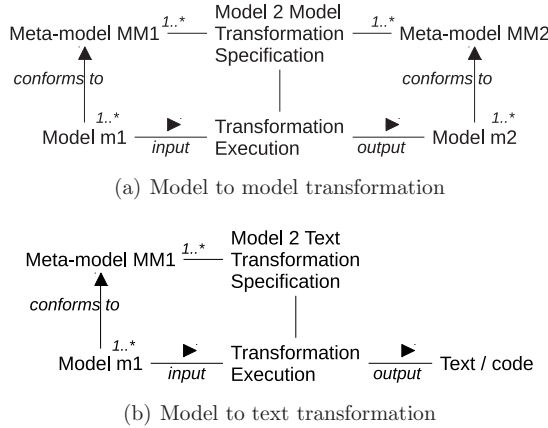 Model 2 Model
Meta-model MM1 1..* Transformation 1..* Meta-model MM2
Specification
conforms to conforms to
1..* 1..*
Model m1 Transformation Model m2
input Execution output
(a) Model to model transformation
Model 2 Text
Meta-model MM1 1..* Transformation
Specification
conforms to
1..*
Model m1 Transformation Text / code
input Execution output
(b) Model to text transformation